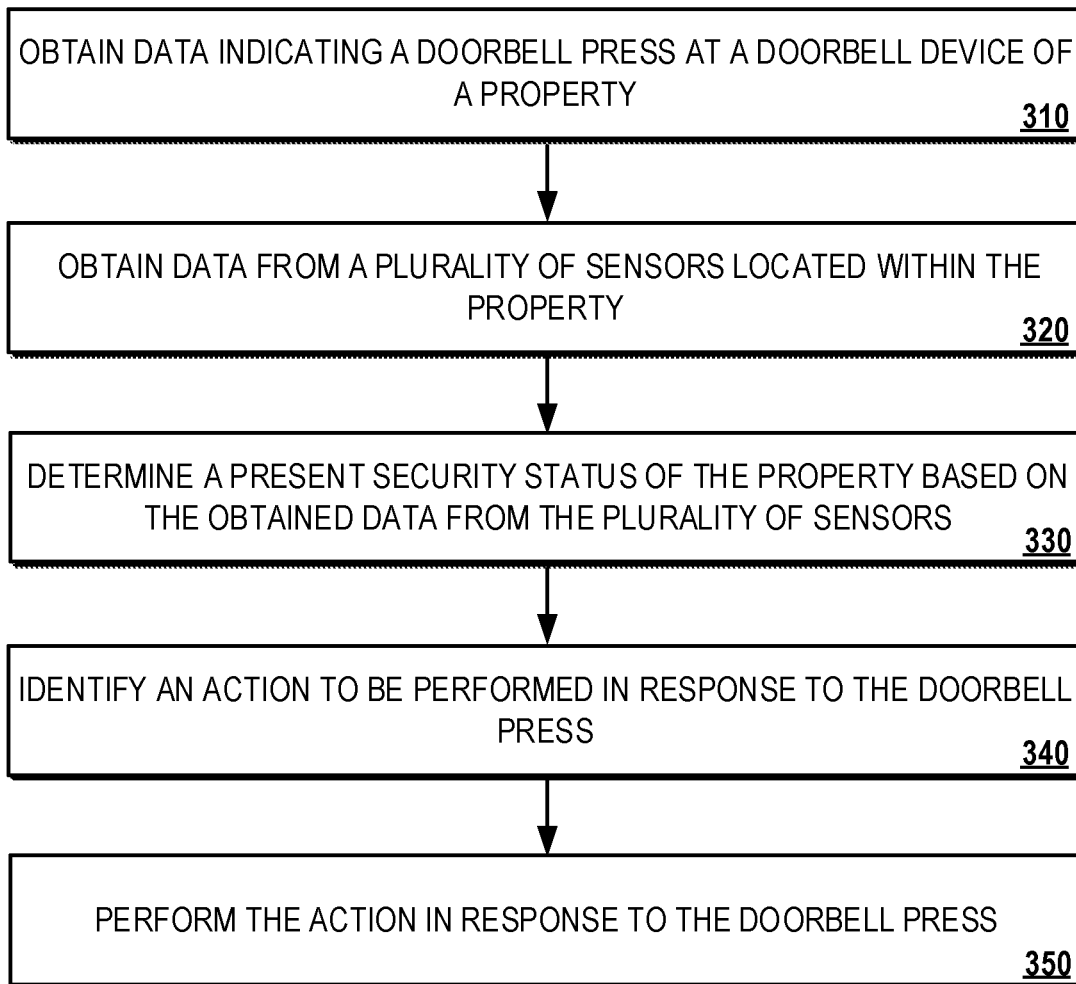 OBTAIN DATA INDICATING A DOORBELL PRESS AT A DOORBELL DEVICE OF
A PROPERTY
310
OBTAIN DATA FROM A PLURALITY OF SENSORS LOCATED WITHIN THE
PROPERTY
320
DETERMINE A PRESENT SECURITY STATUS OF THE PROPERTY BASED ON
THE OBTAINED DATA FROM THE PLURALITY OF SENSORS
330
IDENTIFY AN ACTION TO BE PERFORMED IN RESPONSE TO THE DOORBELL
PRESS
340
PERFORM THE ACTION IN RESPONSE TO THE DOORBELL PRESS
350